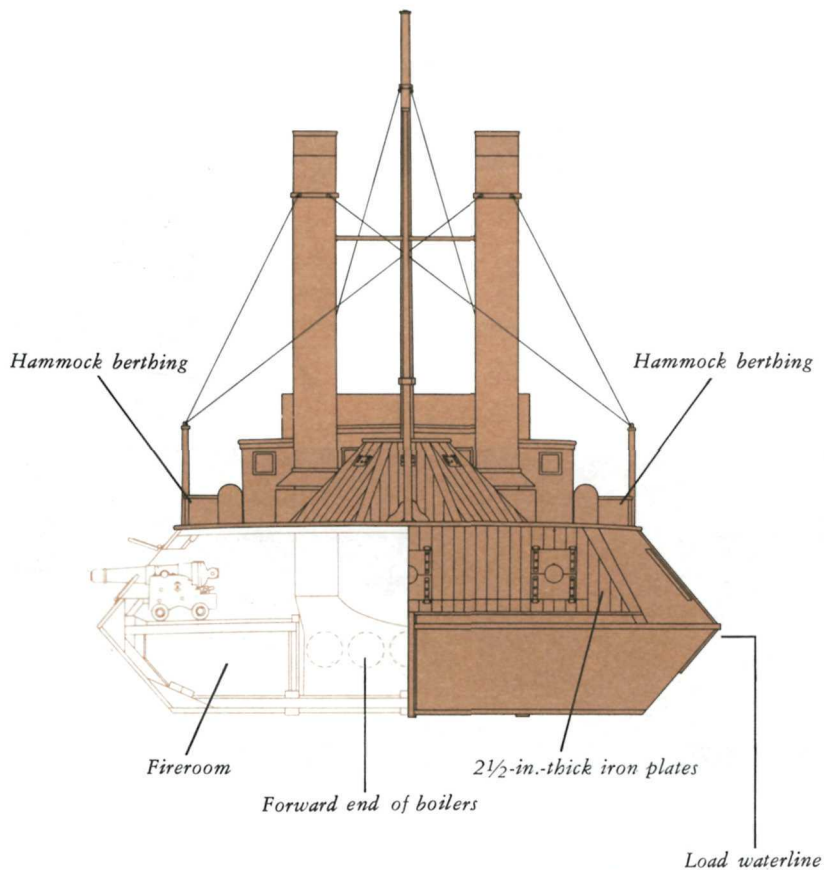 Hammock berthing
Hammock berthing
Fireroom
2½-in.-thick iron plates
Forward end of boilers
Load waterline